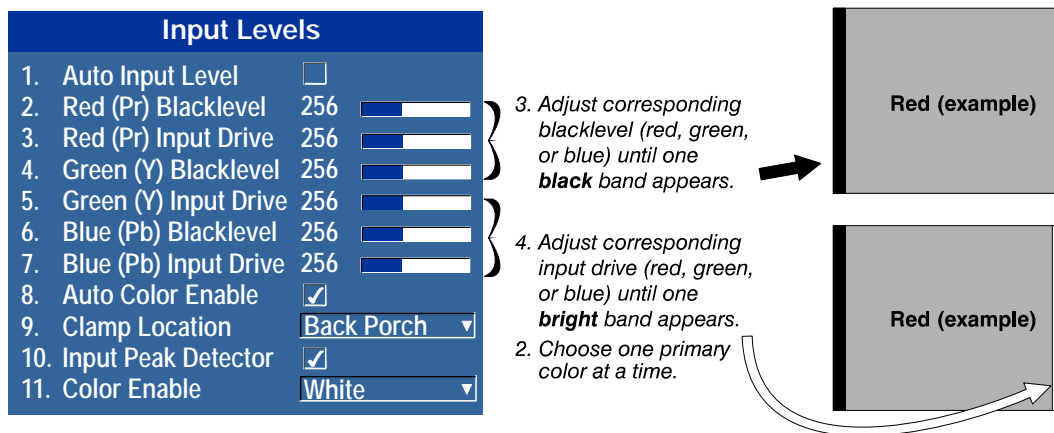 Input Levels
1. Auto Input Level
2. Red (Pr) Blacklevel 256
3. Red (Pr) Input Drive 256
4. Green (Y) Blacklevel 256
5. Green (Y) Input Drive 256
6. Blue (Pb) Blacklevel 256
7. Blue (Pb) Input Drive 256
8. Auto Color Enable
9. Clamp Location Back Porch
10. Input Peak Detector
11. Color Enable White
3. Adjust corresponding
blacklevel (red, green,
or blue) until one
black band appears.
4. Adjust corresponding
input drive (red, green,
or blue) until one
bright band appears.
2. Choose one primary
color at a time.
Red (example)
Red (example)